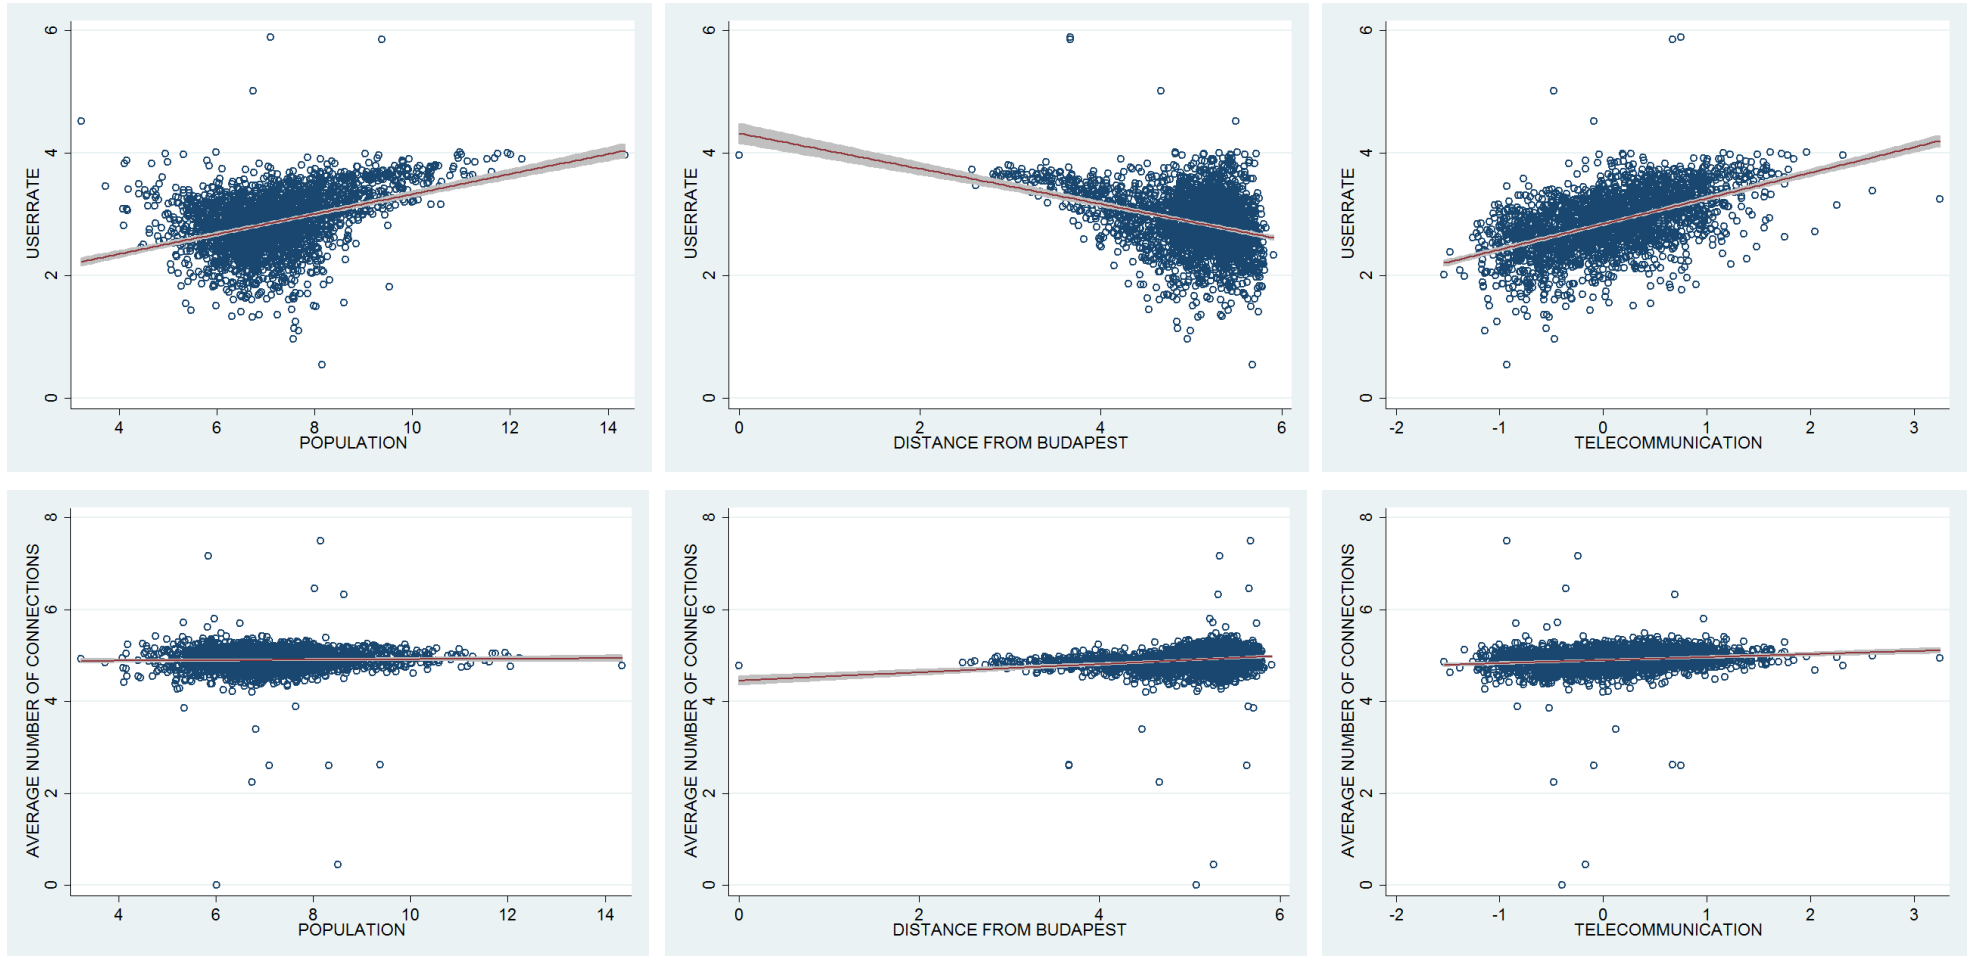 USERRATE
6
4
2
0
4 6 8 10 12 14
POPULATION
USERRATE
6
4
2
0
0 2 4 6
DISTANCE FROM BUDAPEST
USERRATE
6
4
2
0
-2 -1 0 1 2 3
TELECOMMUNICATION
AVERAGE NUMBER OF CONNECTIONS
8
6
4
2
0
4 6 8 10 12 14
POPULATION
AVERAGE NUMBER OF CONNECTIONS
8
6
4
2
0
0 2 4 6
DISTANCE FROM BUDAPEST
AVERAGE NUMBER OF CONNECTIONS
8
6
4
2
0
-2 -1 0 1 2 3
TELECOMMUNICATION